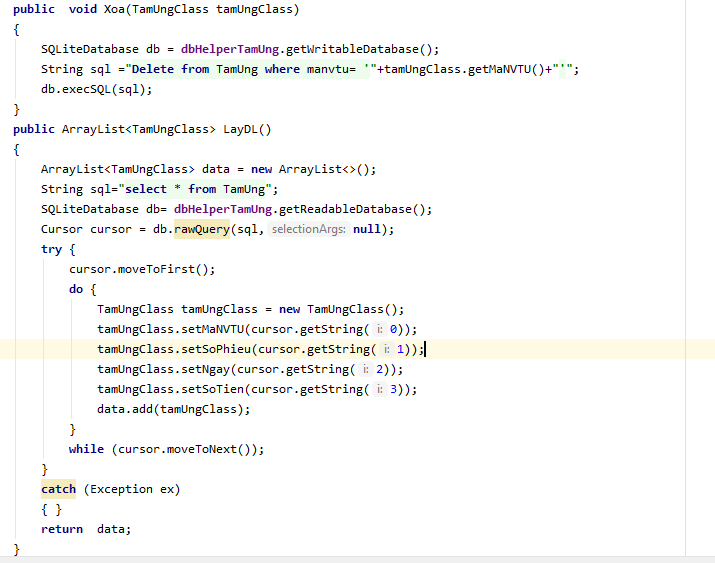 public  void Xoa(TamUngClass tamUngClass)
{
    SQLiteDatabase db = dbHelperTamUng.getWritableDatabase();
    String sql ="Delete from TamUng where manvtu= '"+tamUngClass.getMaNVTU()+"'";
    db.execSQL(sql);
}
public ArrayList<TamUngClass> LayDL()
{
    ArrayList<TamUngClass> data = new ArrayList<>();
    String sql="select * from TamUng";
    SQLiteDatabase db= dbHelperTamUng.getReadableDatabase();
    Cursor cursor = db.rawQuery(sql, selectionArgs: null);
    try {
        cursor.moveToFirst();
        do {
            TamUngClass tamUngClass = new TamUngClass();
            tamUngClass.setMaNVTU(cursor.getString( i: 0));
            tamUngClass.setSoPhieu(cursor.getString( i: 1));
            tamUngClass.setNgay(cursor.getString( i: 2));
            tamUngClass.setSoTien(cursor.getString( i: 3));
            data.add(tamUngClass);
        }
        while (cursor.moveToNext());
    }
    catch (Exception ex)
    { }
    return  data;
}